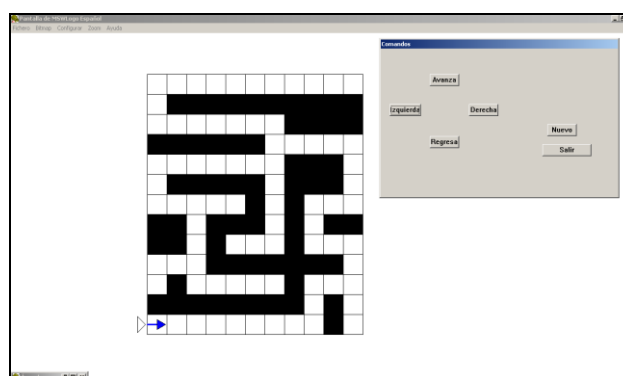 Pantalla de MSWLogo Español
Fichero Bitmap Configurar Zoom Ayuda
Comandos
Avanza
Izquierda
Derecha
Regresa
Nuevo
Salir